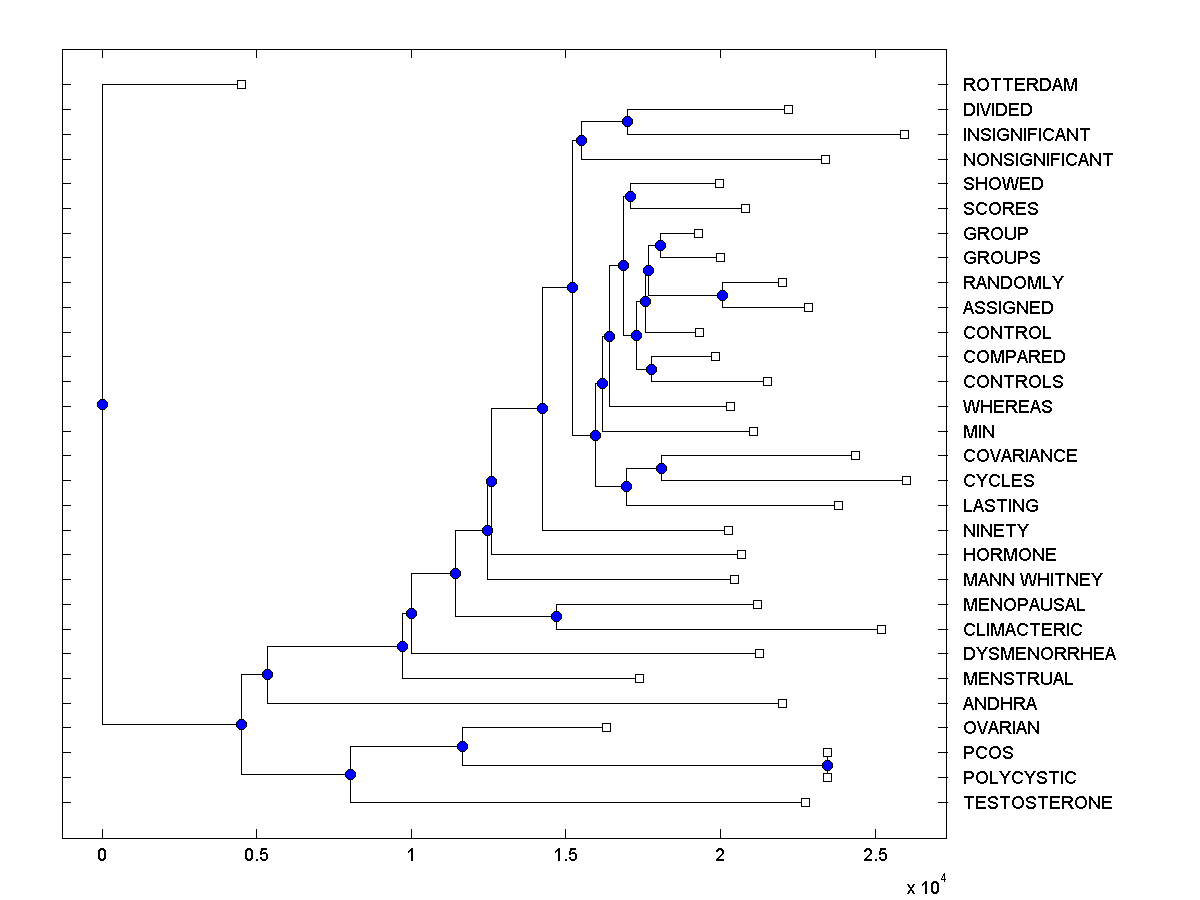 ROTTERDAM
DIVIDED
INSIGNIFICANT
NONSIGNIFICANT
SHOWED
SCORES
GROUP
GROUPS
RANDOMLY
ASSIGNED
CONTROL
COMPARED
CONTROLS
WHEREAS
MIN
COVARIANCE
CYCLES
LASTING
NINETY
HORMONE
MANN WHITNEY
MENOPAUSAL
CLIMACTERIC
DYSMENORRHEA
MENSTRUAL
ANDHRA
OVARIAN
PCOS
POLYCYSTIC
TESTOSTERONE
0 0.5 1 1.5 2 2.5
x 10^4